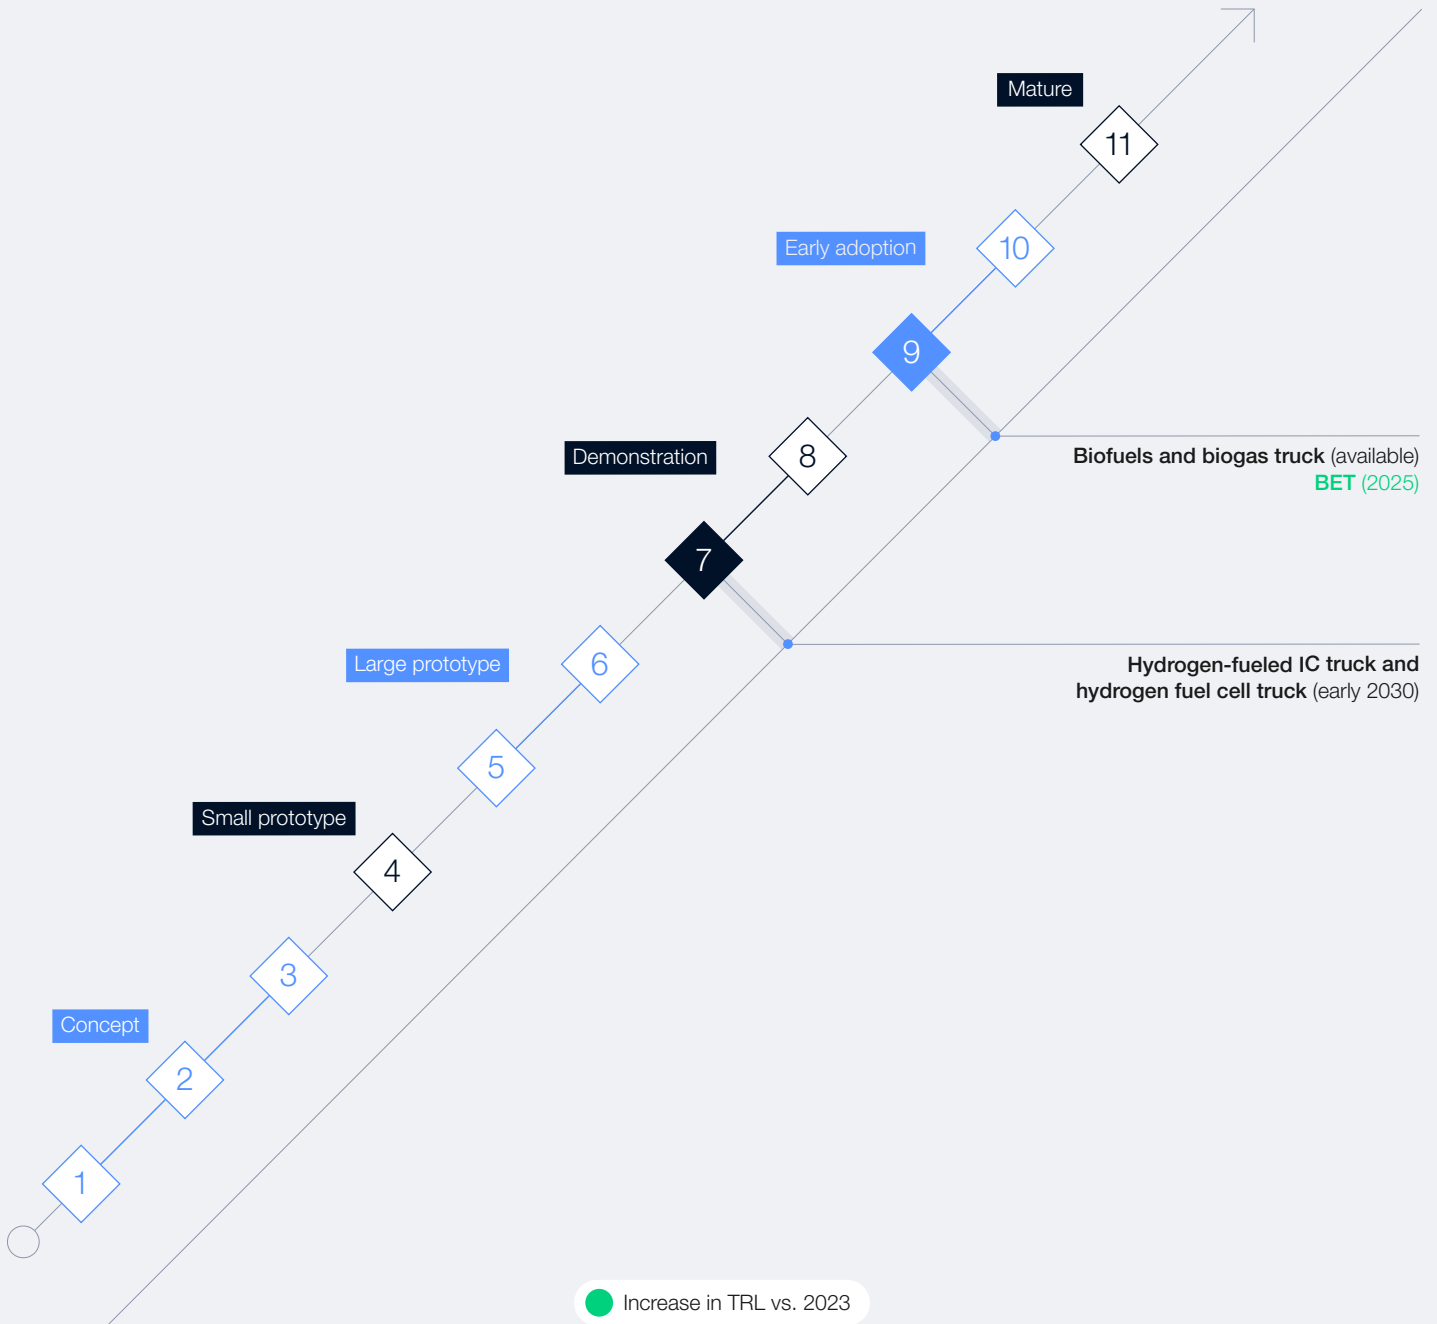 Mature
11
Early adoption
10
9
Biofuels and biogas truck (available)
BET (2025)
Demonstration
8
7
Hydrogen-fueled IC truck and
hydrogen fuel cell truck (early 2030)
Large prototype
6
5
Small prototype
4
3
Concept
2
1
Increase in TRL vs. 2023